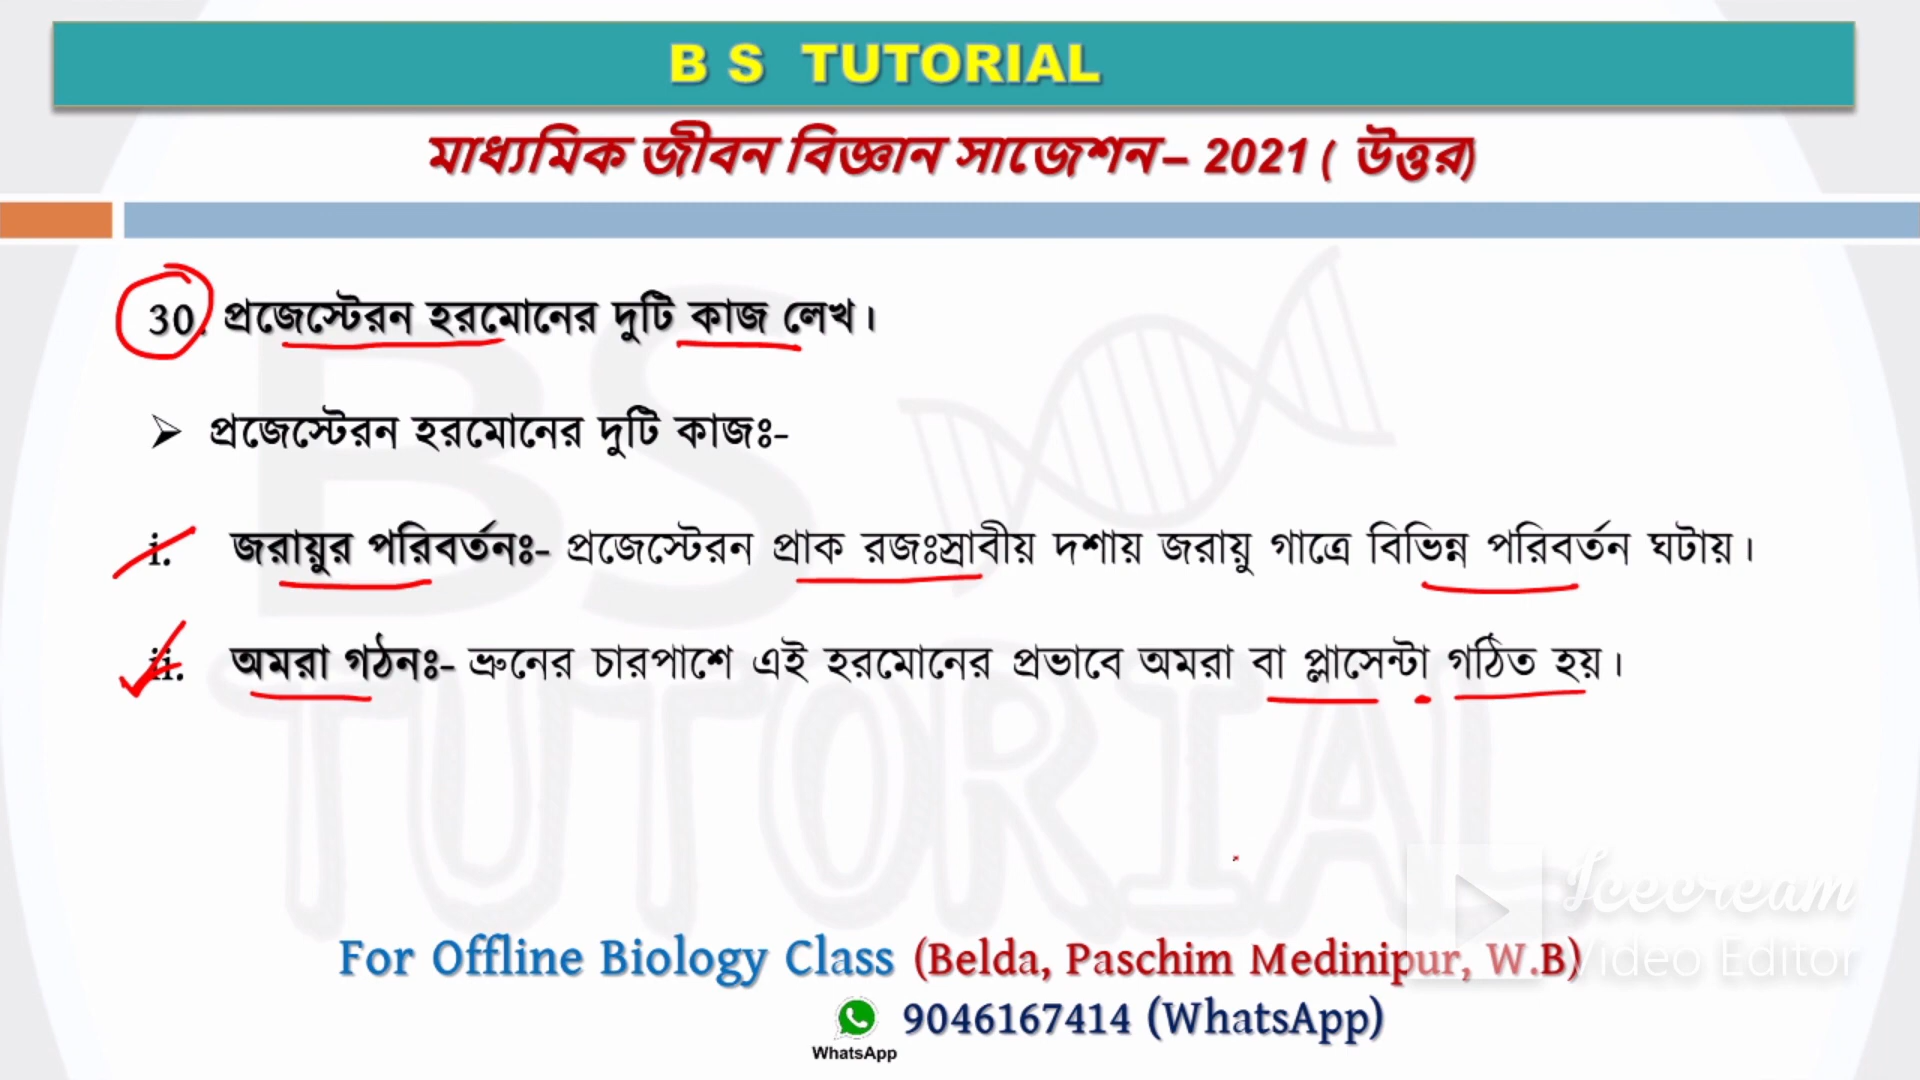 B S TUTORIAL
মাধ্যমিক জীবন বিজ্ঞান সাজেশন – 2021 ( উত্তর)
30. প্রজেস্টেরন হরমোনের দুটি কাজ লেখ।
➢ প্রজেস্টেরন হরমোনের দুটি কাজঃ-
i. জরায়ুর পরিবর্তনঃ- প্রজেস্টেরন প্রাক রজঃস্রাবীয় দশায় জরায়ু গাত্রে বিভিন্ন পরিবর্তন ঘটায়।
ii. অমরা গঠনঃ- ভ্রুনের চারপাশে এই হরমোনের প্রভাবে অমরা বা প্লাসেন্টা গঠিত হয়।
BS
TUTORIAL
Icecream
Video Editor
For Offline Biology Class (Belda, Paschim Medinipur, W.B)
9046167414 (WhatsApp)
WhatsApp